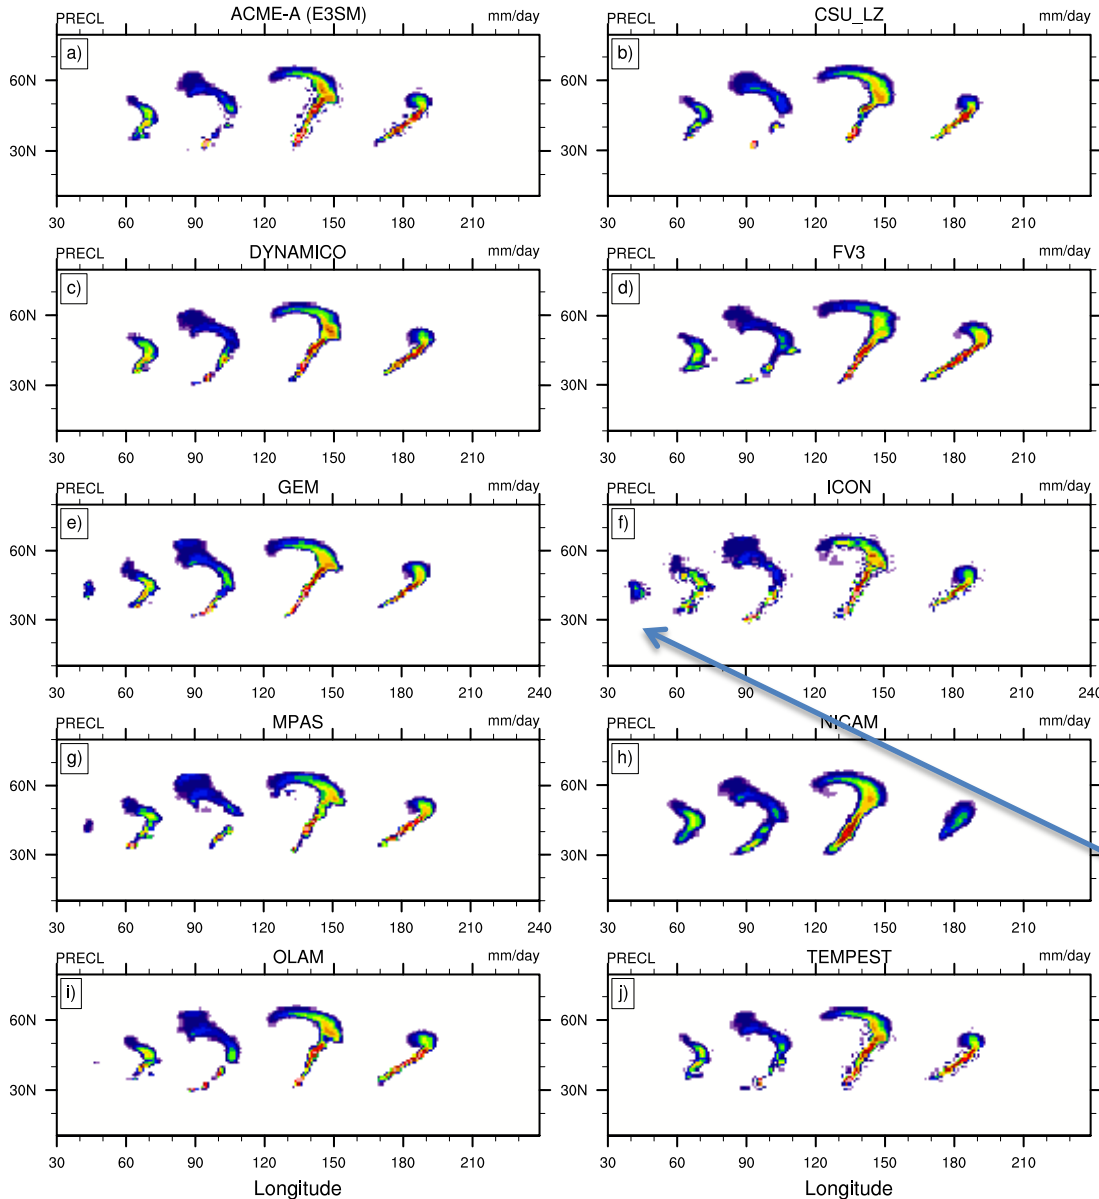 PRECL ACME-A (E3SM) mm/day
a)
60N
30N
30 60 90 120 150 180 210
PRECL CSU_LZ mm/day
b)
60N
30N
30 60 90 120 150 180 210
PRECL DYNAMICO mm/day
c)
60N
30N
30 60 90 120 150 180 210
PRECL FV3 mm/day
d)
60N
30N
30 60 90 120 150 180 210
PRECL GEM mm/day
e)
60N
30N
30 60 90 120 150 180 210 240
PRECL ICON mm/day
f)
60N
30N
30 60 90 120 150 180 210 240
PRECL MPAS mm/day
g)
60N
30N
30 60 90 120 150 180 210 240
PRECL NICAM mm/day
h)
60N
30N
30 60 90 120 150 180 210
PRECL OLAM mm/day
i)
60N
30N
30 60 90 120 150 180 210
Longitude
PRECL TEMPEST mm/day
j)
60N
30N
30 60 90 120 150 180 210
Longitude